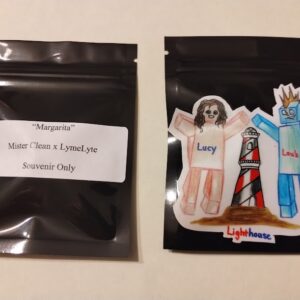 "Margarita"
Mister Clean x LymeLyte
Souvenir Only
Lucy
Lighthouse